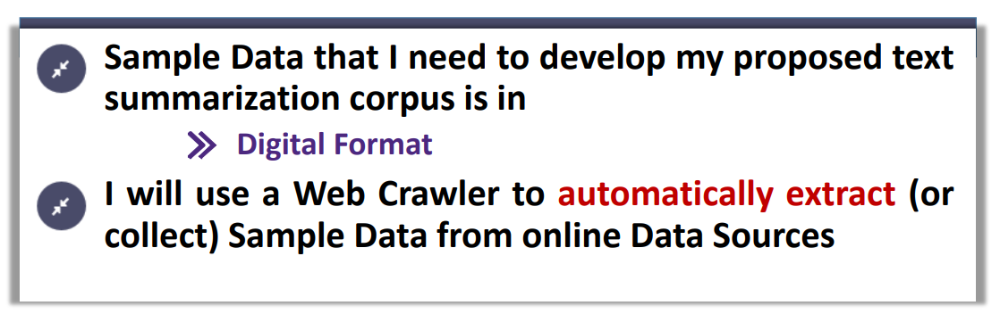 Sample Data that I need to develop my proposed text
summarization corpus is in
Digital Format
I will use a Web Crawler to automatically extract (or
collect) Sample Data from online Data Sources